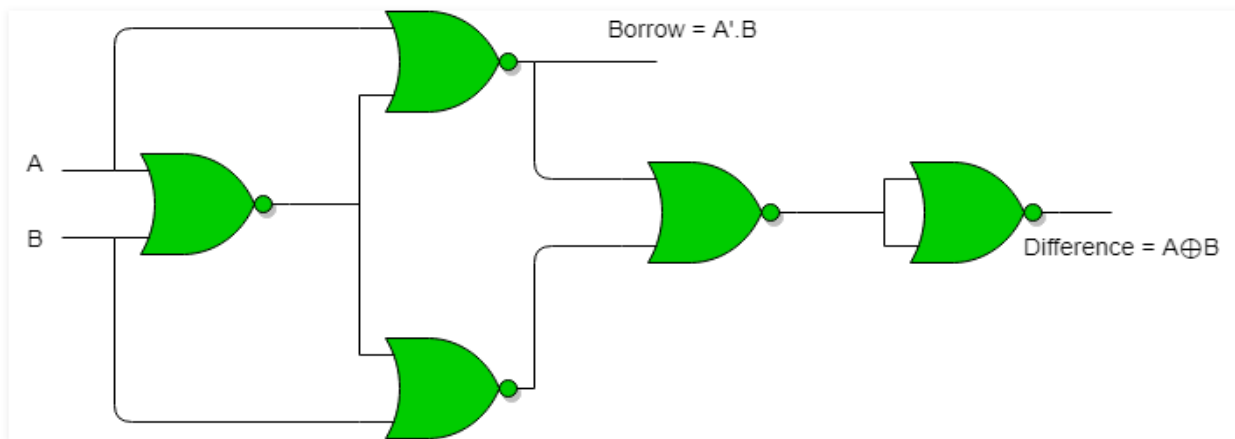 Borrow = A'.B
A
B
Difference = A⊕B